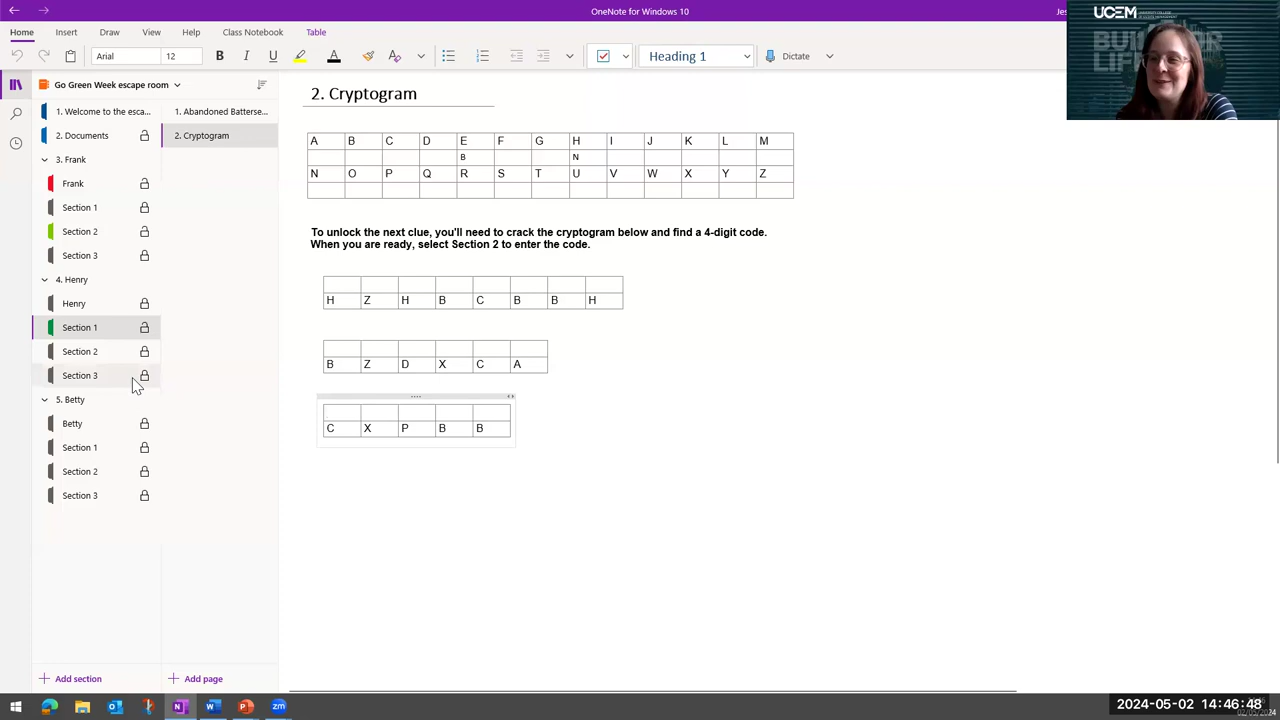 OneNote for Windows 10
Home Insert Draw View Help Class Notebook Table
Arial 12 B I U A Heading 1 Dictate
Go Green Week escape room
1. Welcome to the esca...
2. Documents
3. Frank
Frank
Section 1
Section 2
Section 3
4. Henry
Henry
Section 1
Section 2
Section 3
5. Betty
Betty
Section 1
Section 2
Section 3
Add section
1. Abandoned Batterse...
2. Cryptogram
Add page
2. Cryptogram
A B C D E F G H I J K L M
B N
N O P Q R S T U V W X Y Z
To unlock the next clue, you'll need to crack the cryptogram below and find a 4-digit code.
When you are ready, select Section 2 to enter the code.
H Z H B C B B H
B Z D X C A
C X P B B
UCEM
2024-05-02 14:46:48